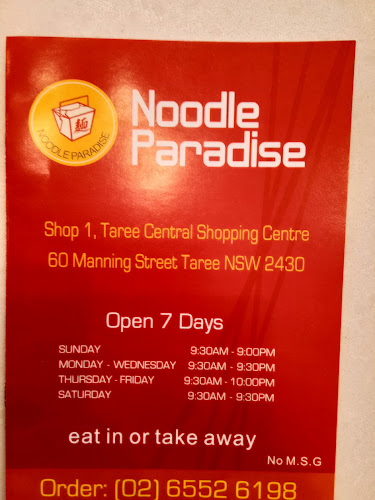 NOODLE PARADISE
Noodle
Paradise
Shop 1, Taree Central Shopping Centre
60 Manning Street Taree NSW 2430
Open 7 Days
SUNDAY 9:30AM - 9:00PM
MONDAY - WEDNESDAY 9:30AM - 9:30PM
THURSDAY - FRIDAY 9:30AM - 10:00PM
SATURDAY 9:30AM - 9:30PM
eat in or take away
No M.S.G
Order: (02) 6552 6198